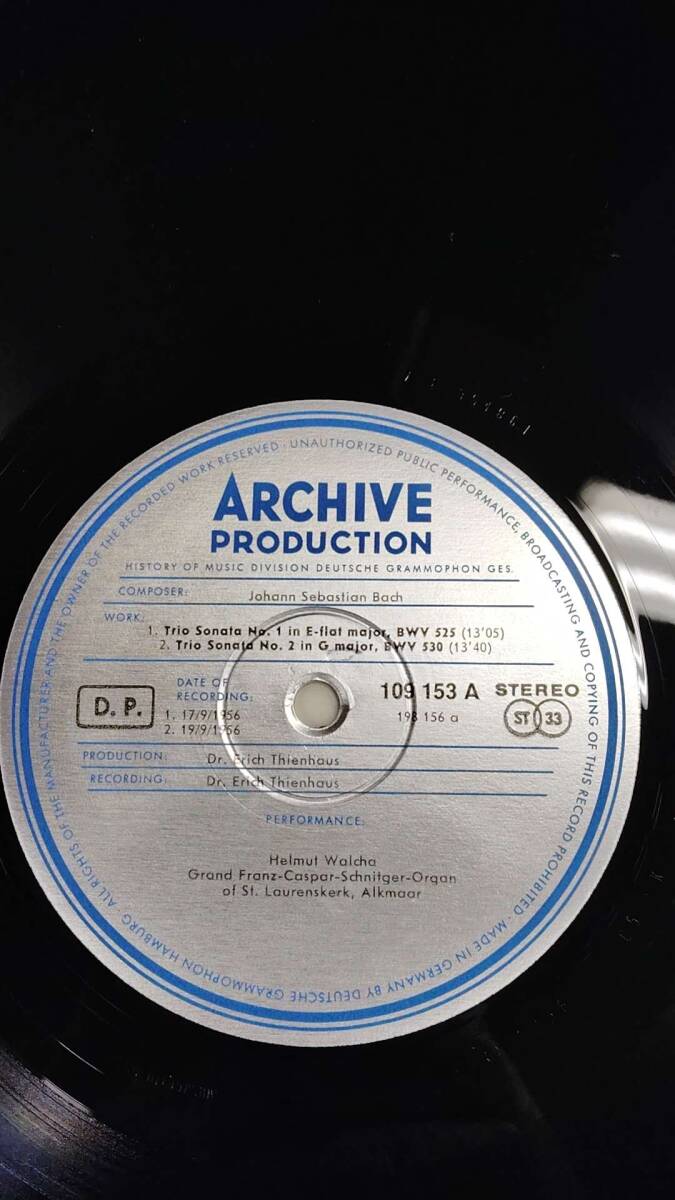 ALL RIGHTS OF THE MANUFACTURER AND THE OWNER OF THE RECORDED WORK RESERVED · UNAUTHORIZED PUBLIC PERFORMANCE, BROADCASTING AND COPYING OF THIS RECORD PROHIBITED · MADE IN GERMANY BY DEUTSCHE GRAMMOPHON HAMBURG ·
ARCHIVE
PRODUCTION
HISTORY OF MUSIC DIVISION DEUTSCHE GRAMMOPHON GES.
COMPOSER: Johann Sebastian Bach
WORK:
1. Trio Sonata No. 1 in E-flat major, BWV 525 (13'05)
2. Trio Sonata No. 2 in G major, BWV 530 (13'40)
D. P.
DATE OF
RECORDING:
1. 17/9/1956
2. 19/9/1956
109 153 A STEREO
198 156 a
ST 33
PRODUCTION: Dr. Erich Thienhaus
RECORDING: Dr. Erich Thienhaus
PERFORMANCE:
Helmut Walcha
Grand Franz-Caspar-Schnitger-Organ
of St. Laurenskerk, Alkmaar